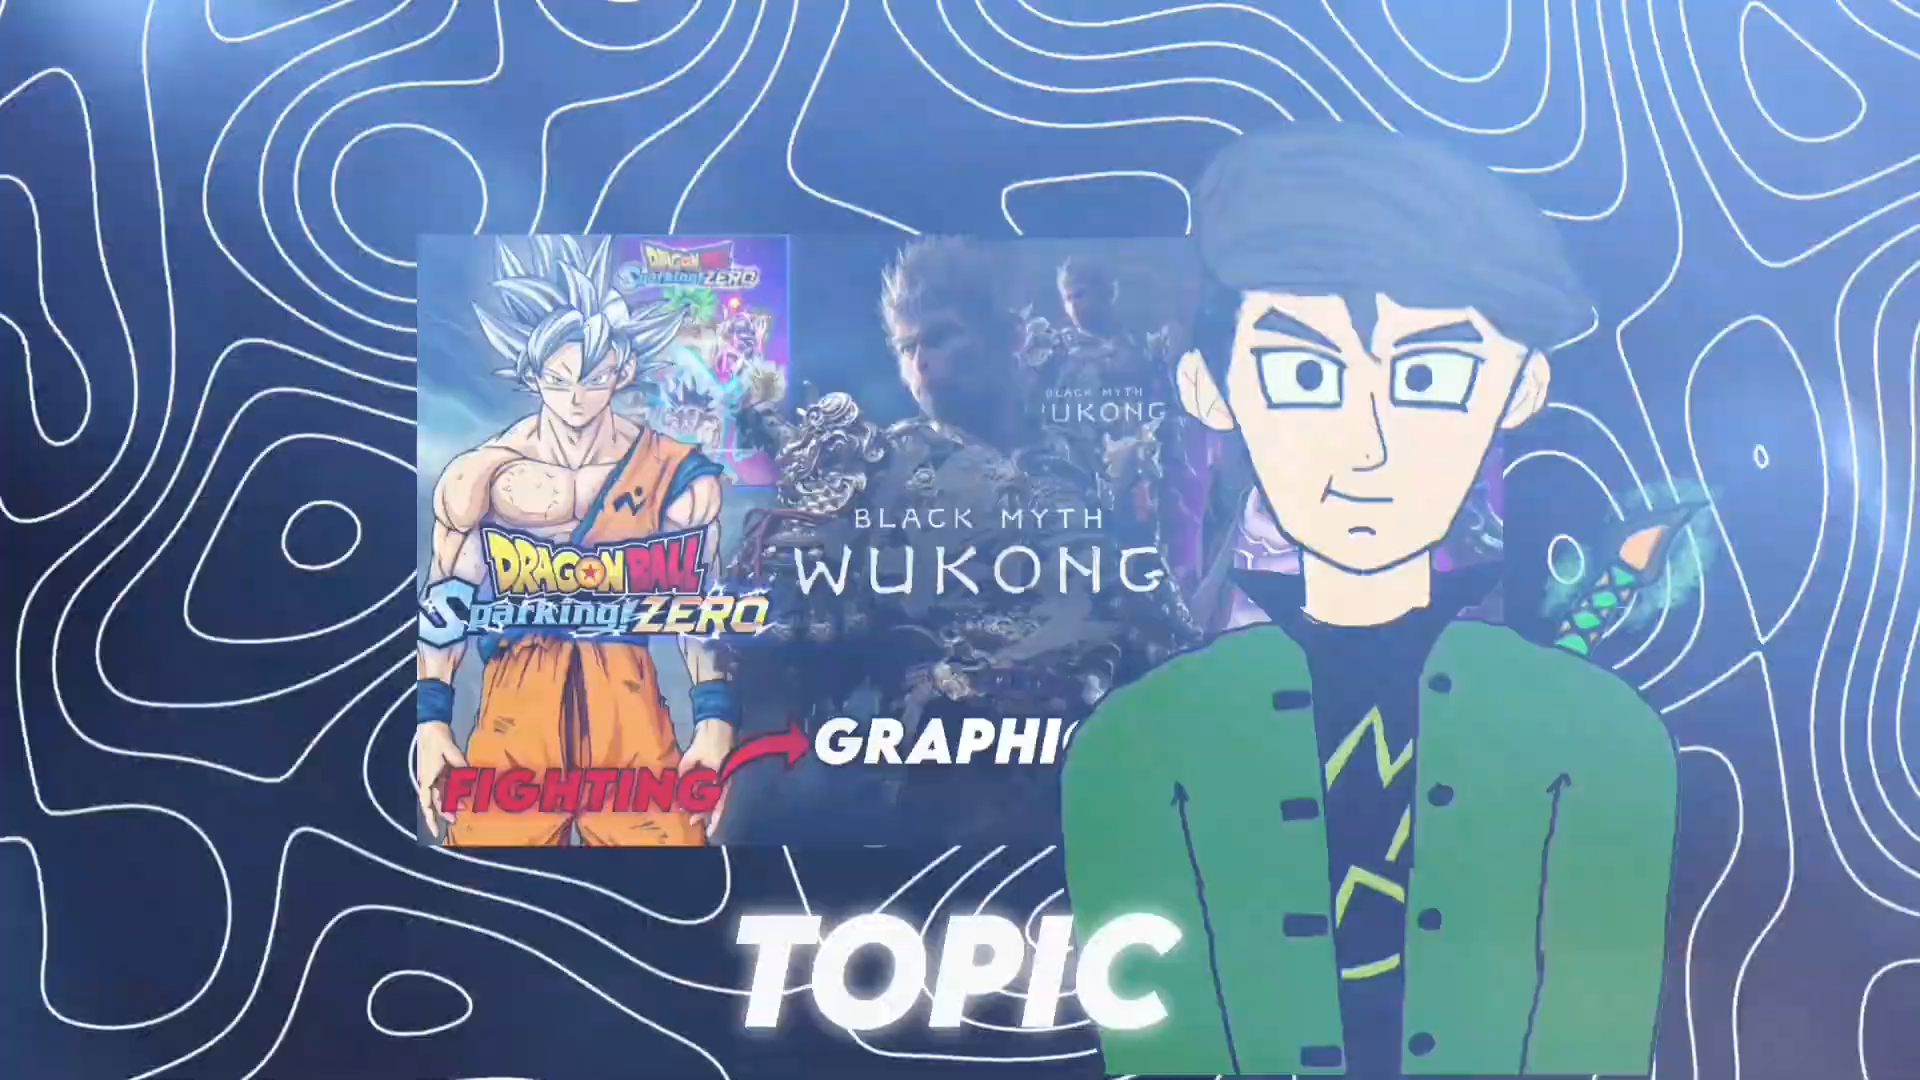 DRAGON BALL
Sparking! ZERO
BLACK MYTH
WUKONG
BLACK MYTH
WUKONG
DRAGON BALL
Sparking! ZERO
GRAPHIC
FIGHTING
TOPIC